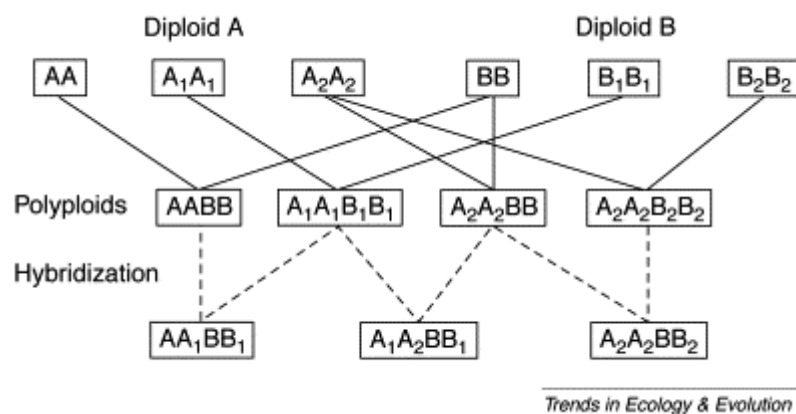 Diploid A Diploid B
AA A₁A₁ A₂A₂ BB B₁B₁ B₂B₂
Polyploids AABB A₁A₁B₁B₁ A₂A₂BB A₂A₂B₂B₂
Hybridization
AA₁BB₁ A₁A₂BB₁ A₂A₂BB₂
Trends in Ecology & Evolution